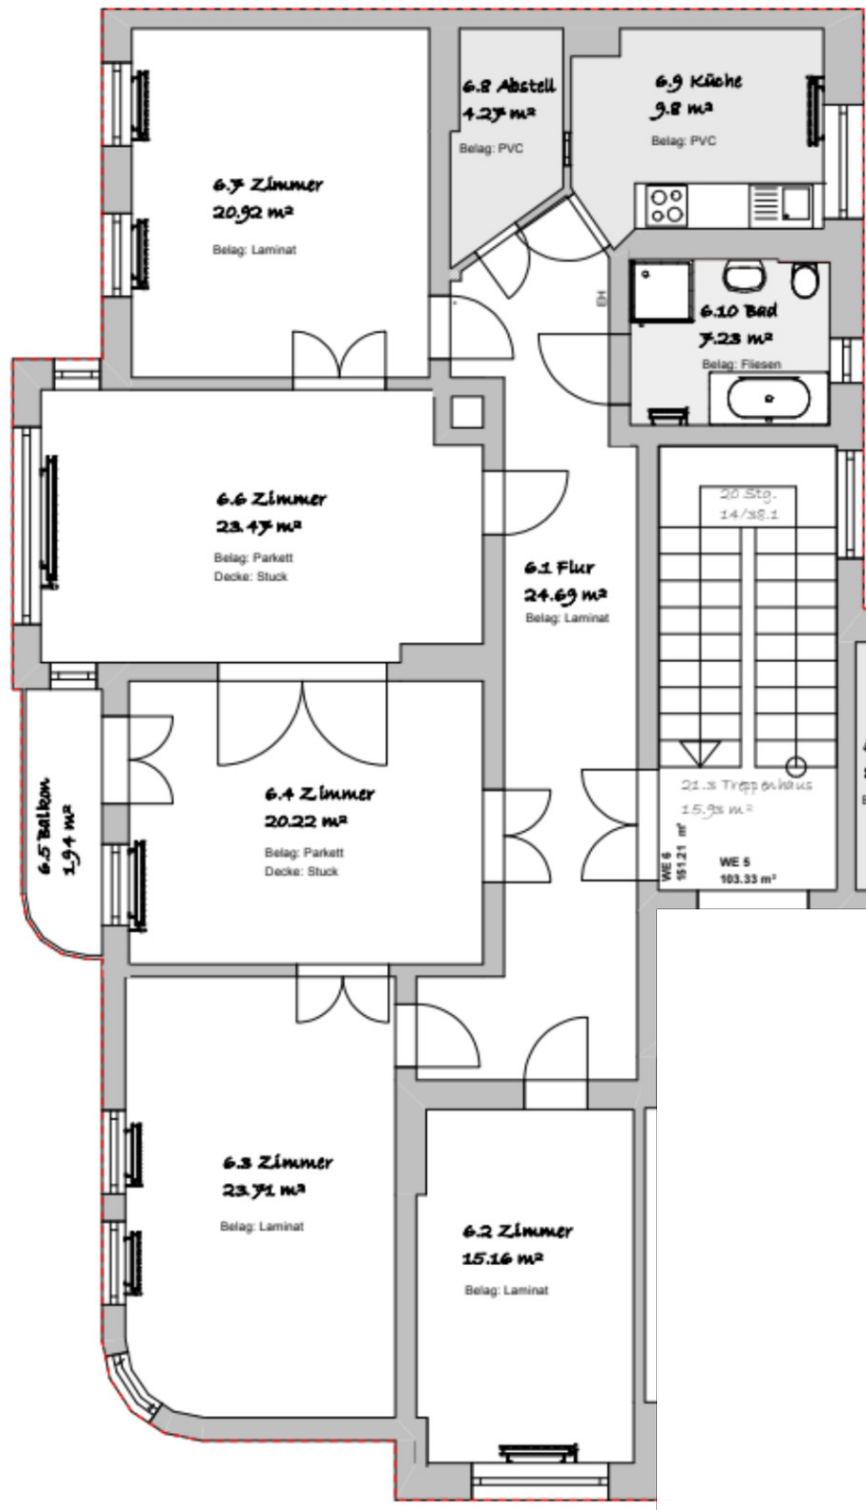 6.8 Abstell
4.27 m²
Belag: PVC
6.9 Küche
9.8 m²
Belag: PVC
6.7 Zimmer
20.92 m²
Belag: Laminat
EH
6.10 Bad
7.23 m²
Belag: Fliesen
6.6 Zimmer
23.47 m²
Belag: Parkett
Decke: Stuck
20 Stg.
14/38.1
6.1 Flur
24.69 m²
Belag: Laminat
6.5 Balkon
1.94 m²
6.4 Zimmer
20.22 m²
Belag: Parkett
Decke: Stuck
21.3 Treppenhaus
15.93 m²
WE 6
151.21 m²
WE 5
103.33 m²
6.3 Zimmer
23.71 m²
Belag: Laminat
6.2 Zimmer
15.16 m²
Belag: Laminat